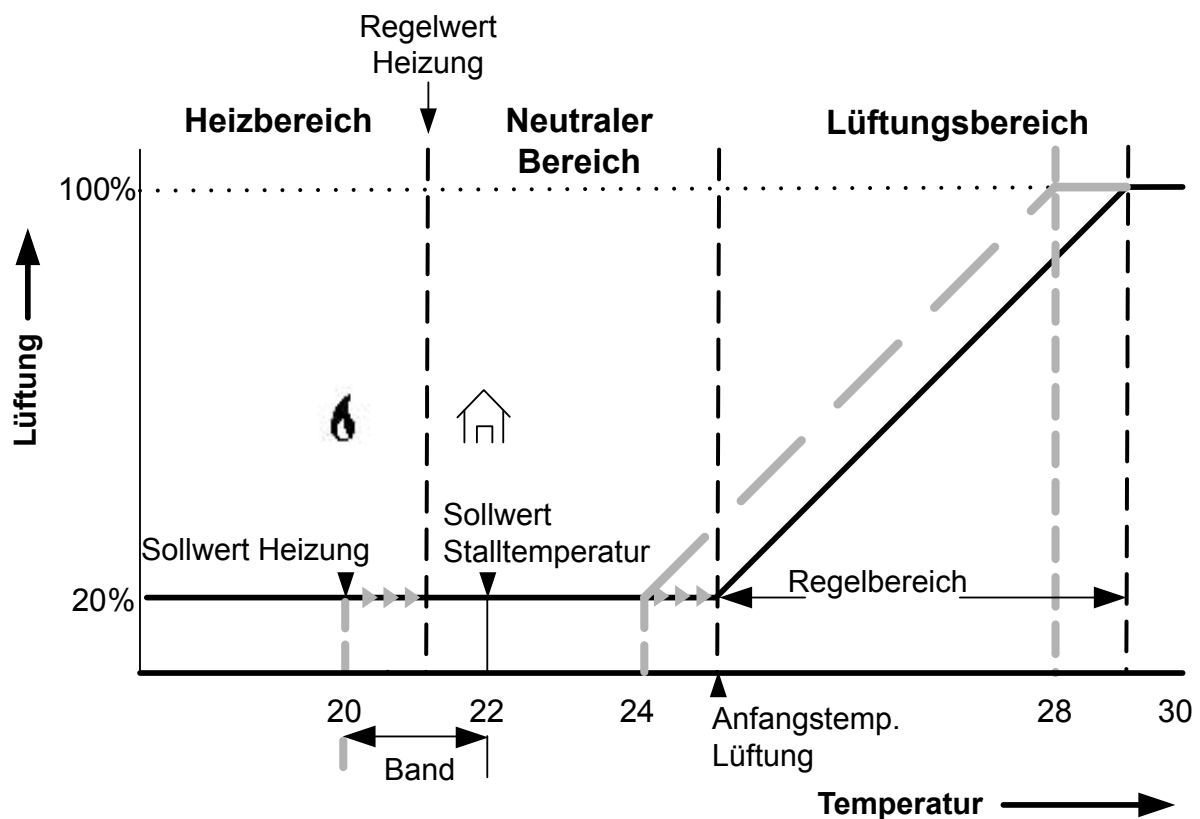 Regelwert
Heizung
Heizbereich
Neutraler
Bereich
Lüftungsbereich
100%
Lüftung
Sollwert Heizung
Sollwert
Stalltemperatur
20%
Regelbereich
20
22
24
28
30
Anfangstemp.
Lüftung
Band
Temperatur